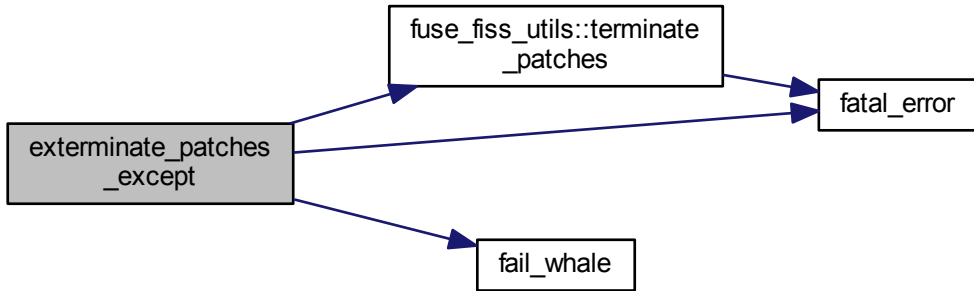 fuse_fiss_utils::terminate
_patches
fatal_error
exterminate_patches
_except
fail_whale